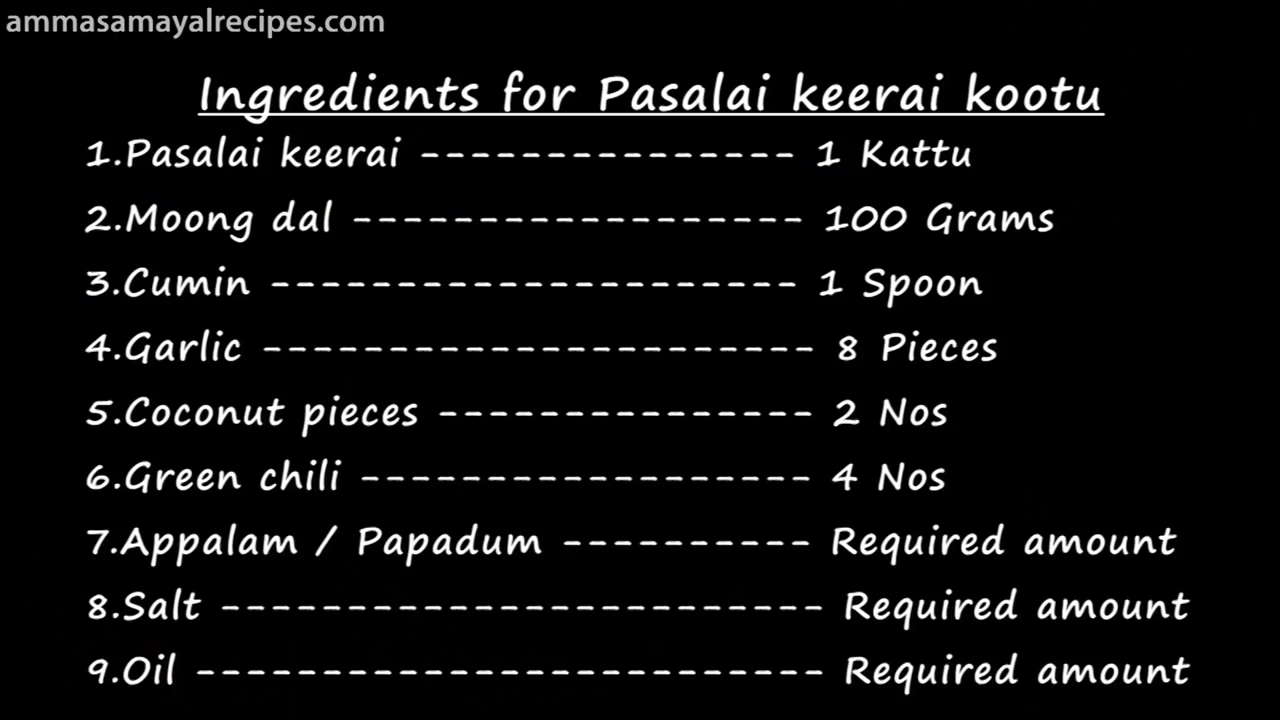 ammasamayalrecipes.com
Ingredients for Pasalai keerai kootu
1.Pasalai keerai --------------- 1 Kattu
2.Moong dal ------------------ 100 Grams
3.Cumin --------------------- 1 Spoon
4.Garlic ---------------------- 8 Pieces
5.Coconut pieces --------------- 2 Nos
6.Green chili ------------------ 4 Nos
7.Appalam / Papadum ---------- Required amount
8.Salt ------------------------ Required amount
9.Oil ------------------------- Required amount